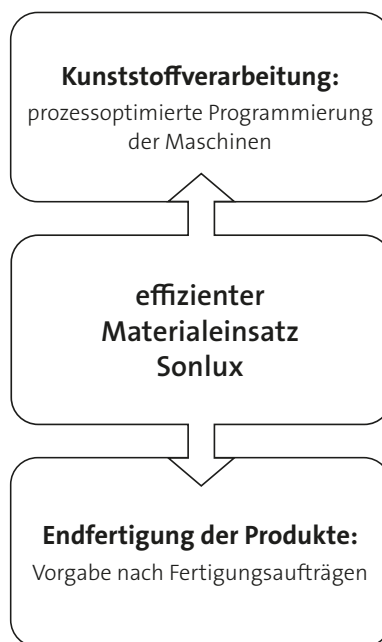 Kunststoffverarbeitung:
prozessoptimierte Programmierung
der Maschinen
effizienter
Materialeinsatz
Sonlux
Endfertigung der Produkte:
Vorgabe nach Fertigungsaufträgen